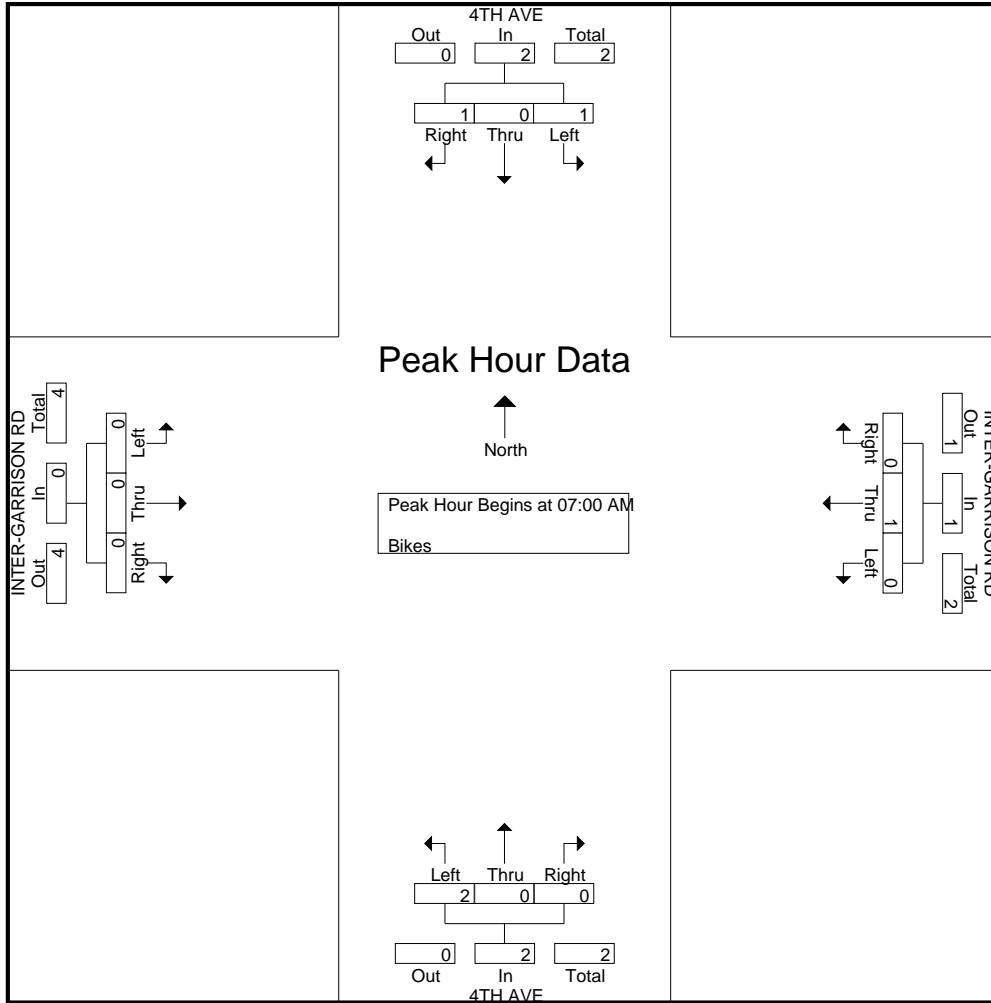 4TH AVE
Out In Total
0 2 2
1 0 1
Right Thru Left
Peak Hour Data
North
Peak Hour Begins at 07:00 AM
Bikes
INTER-GARRISON RD
Out In Total
4 0 4
Left Thru Right
0 0 0
INTER-GARRISON RD
Out In Total
1 1 2
Right Thru Left
0 1 0
Left Thru Right
2 0 0
0 2 2
Out In Total
4TH AVE